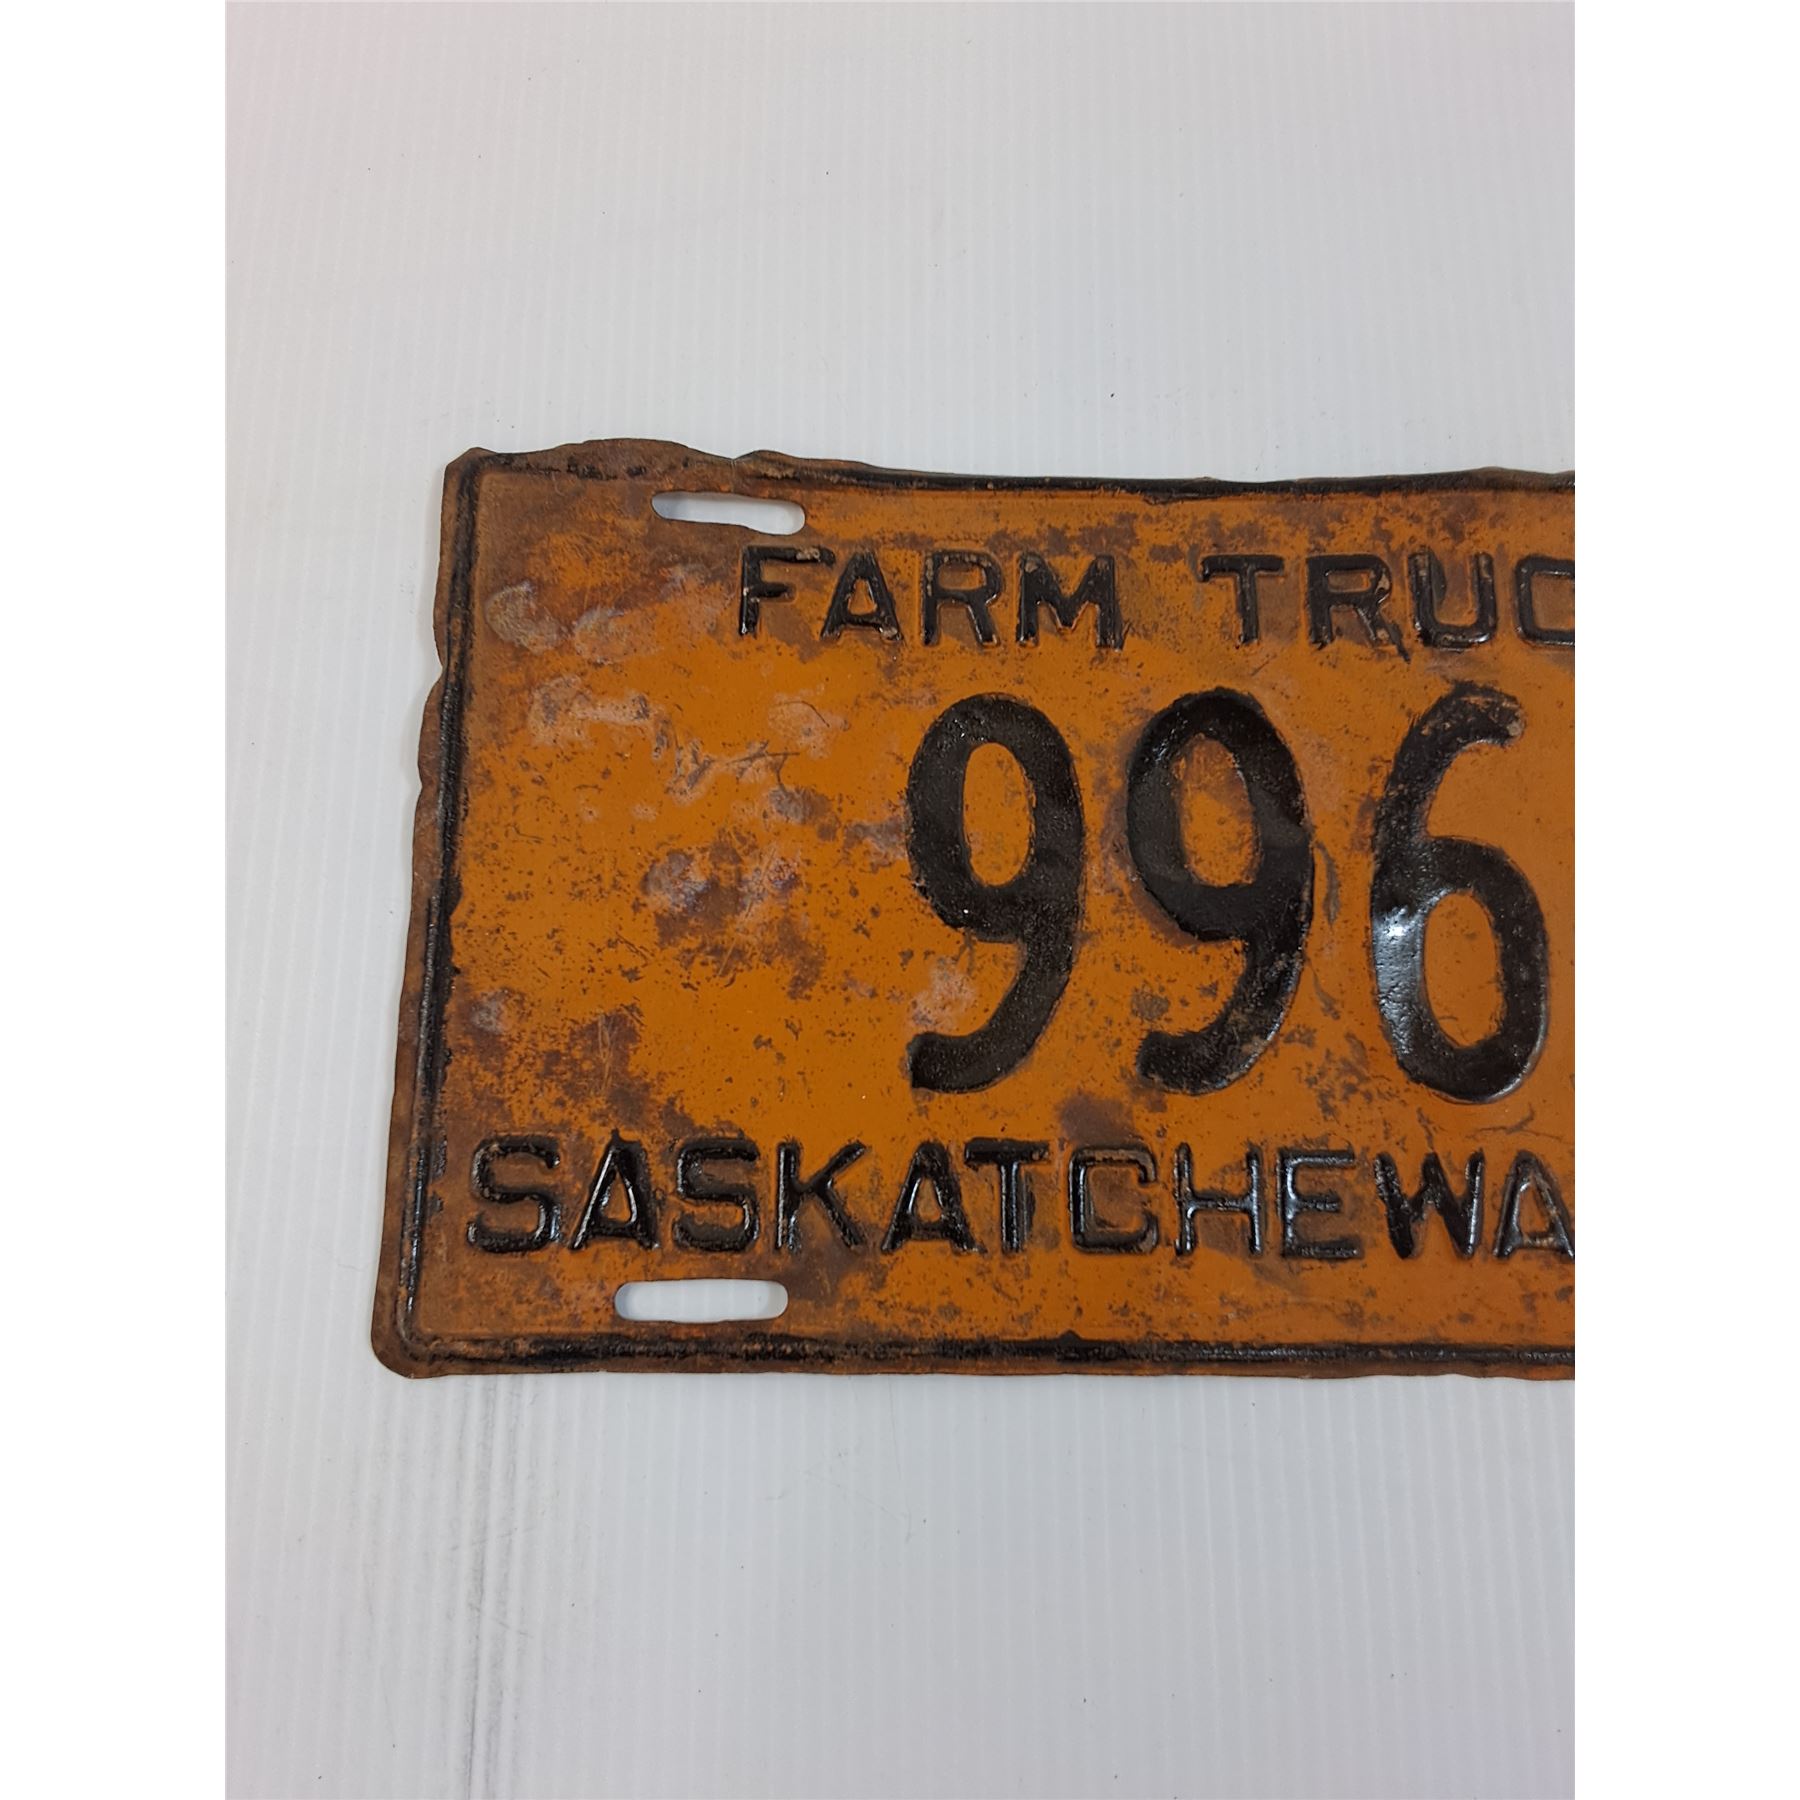 FARM TRUC
996
SASKATCHEWA